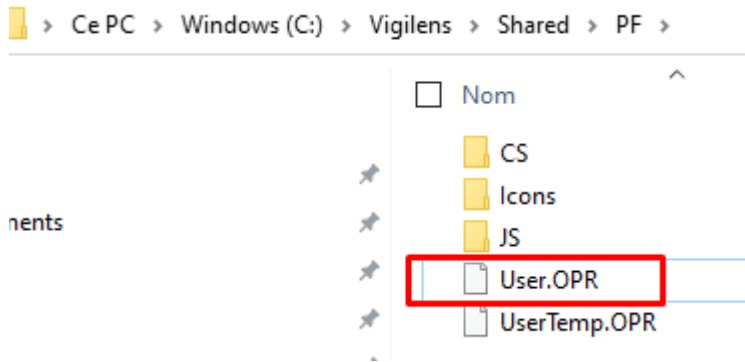 Ce PC > Windows (C:) > Vigilens > Shared > PF >
Nom
CS
Icons
nents
JS
User.OPR
UserTemp.OPR